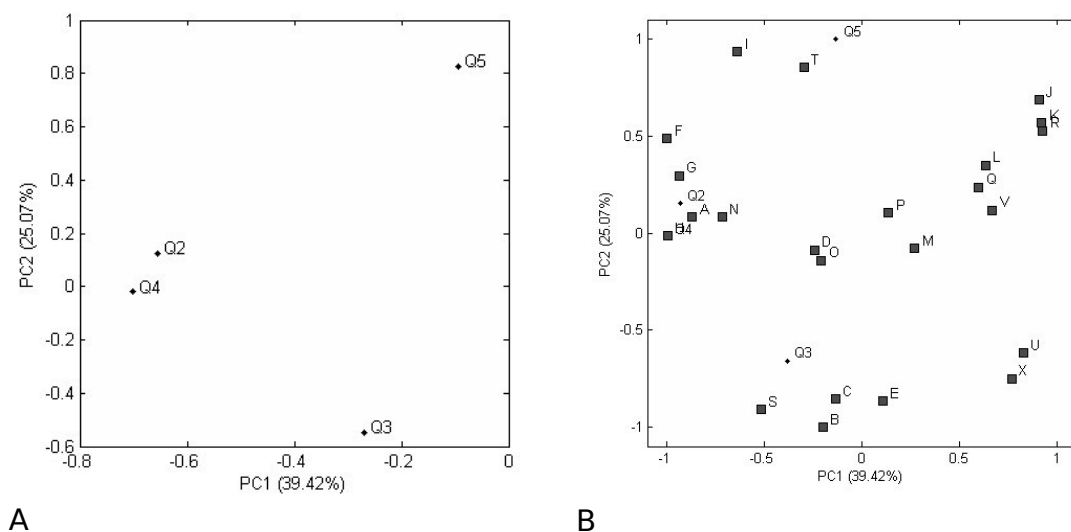 1
0.8
0.6
0.4
0.2
0
-0.2
-0.4
-0.6
PC2 (25.07%)
Q5
Q2
Q4
Q3
-0.8
-0.6
-0.4
-0.2
0
PC1 (39.42%)
A
1
0.5
0
-0.5
-1
PC2 (25.07%)
I
Q5
T
J
K
R
F
G
L
Q
Q2
A
N
P
V
Q4
D
O
M
Q3
U
X
S
C
E
B
-1
-0.5
0
0.5
1
PC1 (39.42%)
B